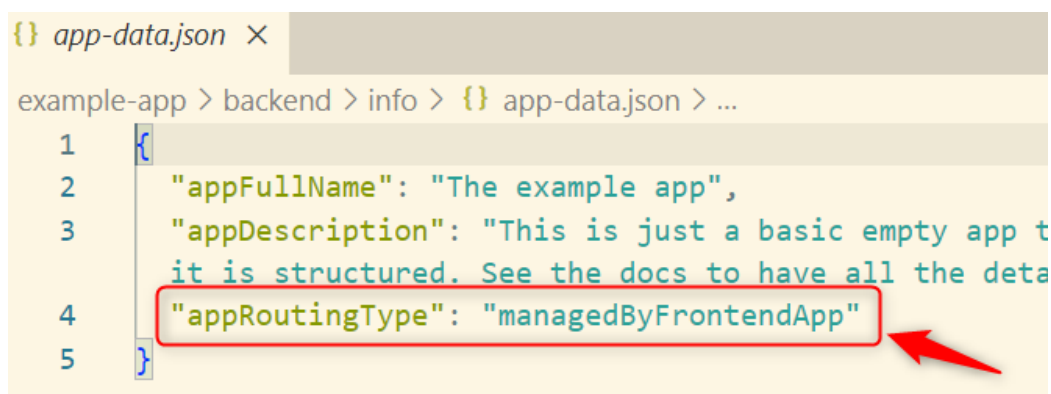 {} app-data.json ×
example-app > backend > info > {} app-data.json > ...
1 {
2 "appFullName": "The example app",
3 "appDescription": "This is just a basic empty app t
it is structured. See the docs to have all the deta
4 "appRoutingType": "managedByFrontendApp"
5 }